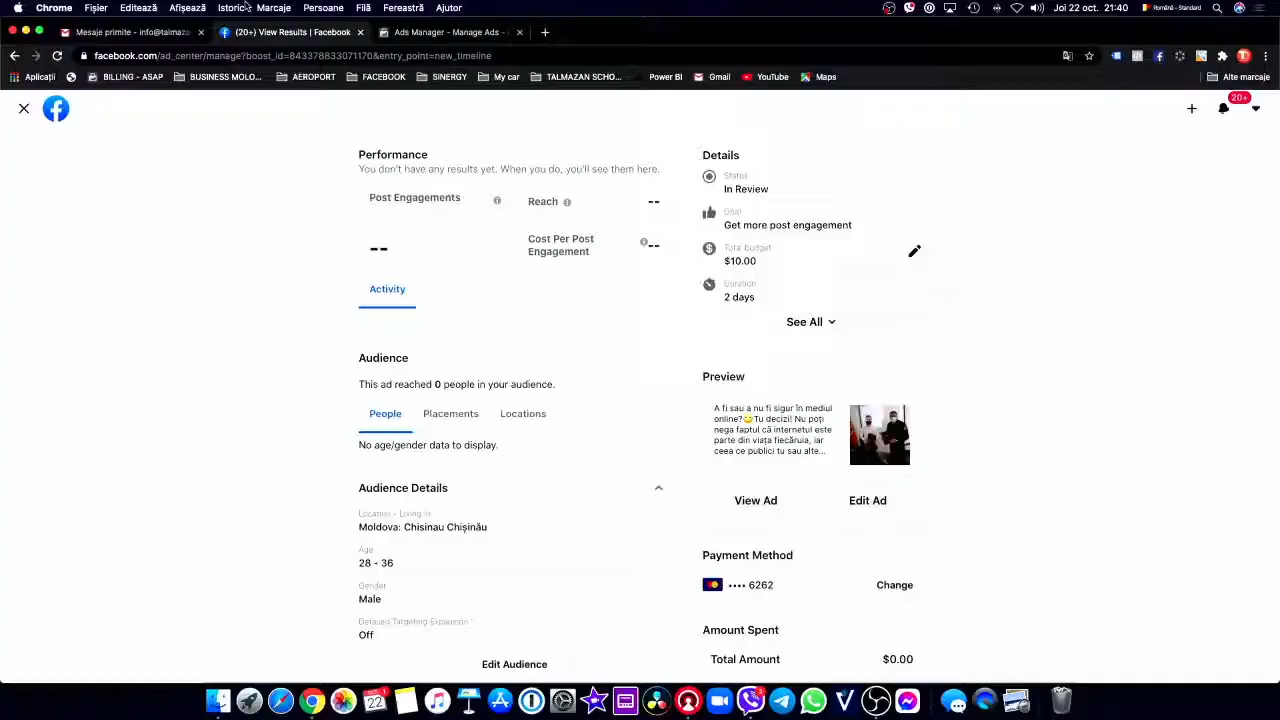 Chrome Fișier Editează Afișează Istoric Marcaje Persoane Filă Fereastră Ajutor Joi 22 oct. 21:40 Română - Standard
Mesaje primite - info@talmaza (20+) View Results | Facebook Ads Manager - Manage Ads -
facebook.com/ad_center/manage?boost_id=843378833071170&entry_point=new_timeline
Aplicații BILLING - ASAP BUSINESS MOLO... AEROPORT FACEBOOK SINERGY My car TALMAZAN SCHO... Power BI Gmail YouTube Maps Alte marcaje
20+
Performance
You don't have any results yet. When you do, you'll see them here.
Post Engagements
--
Reach --
Cost Per Post
Engagement --
Activity
Audience
This ad reached 0 people in your audience.
People Placements Locations
No age/gender data to display.
Audience Details
Location - Living In
Moldova: Chisinau Chișinău
Age
28 - 36
Gender
Male
Detailed Targeting Expansion
Off
Edit Audience
Details
Status
In Review
Goal
Get more post engagement
Total budget
$10.00
Duration
2 days
See All
Preview
A fi sau a nu fi sigur în mediul
online?😋Tu decizi! Nu poți
nega faptul că internetul este
parte din viața fiecăruia, iar
ceea ce publici tu sau alte...
View Ad Edit Ad
Payment Method
•••• 6262 Change
Amount Spent
Total Amount $0.00
22